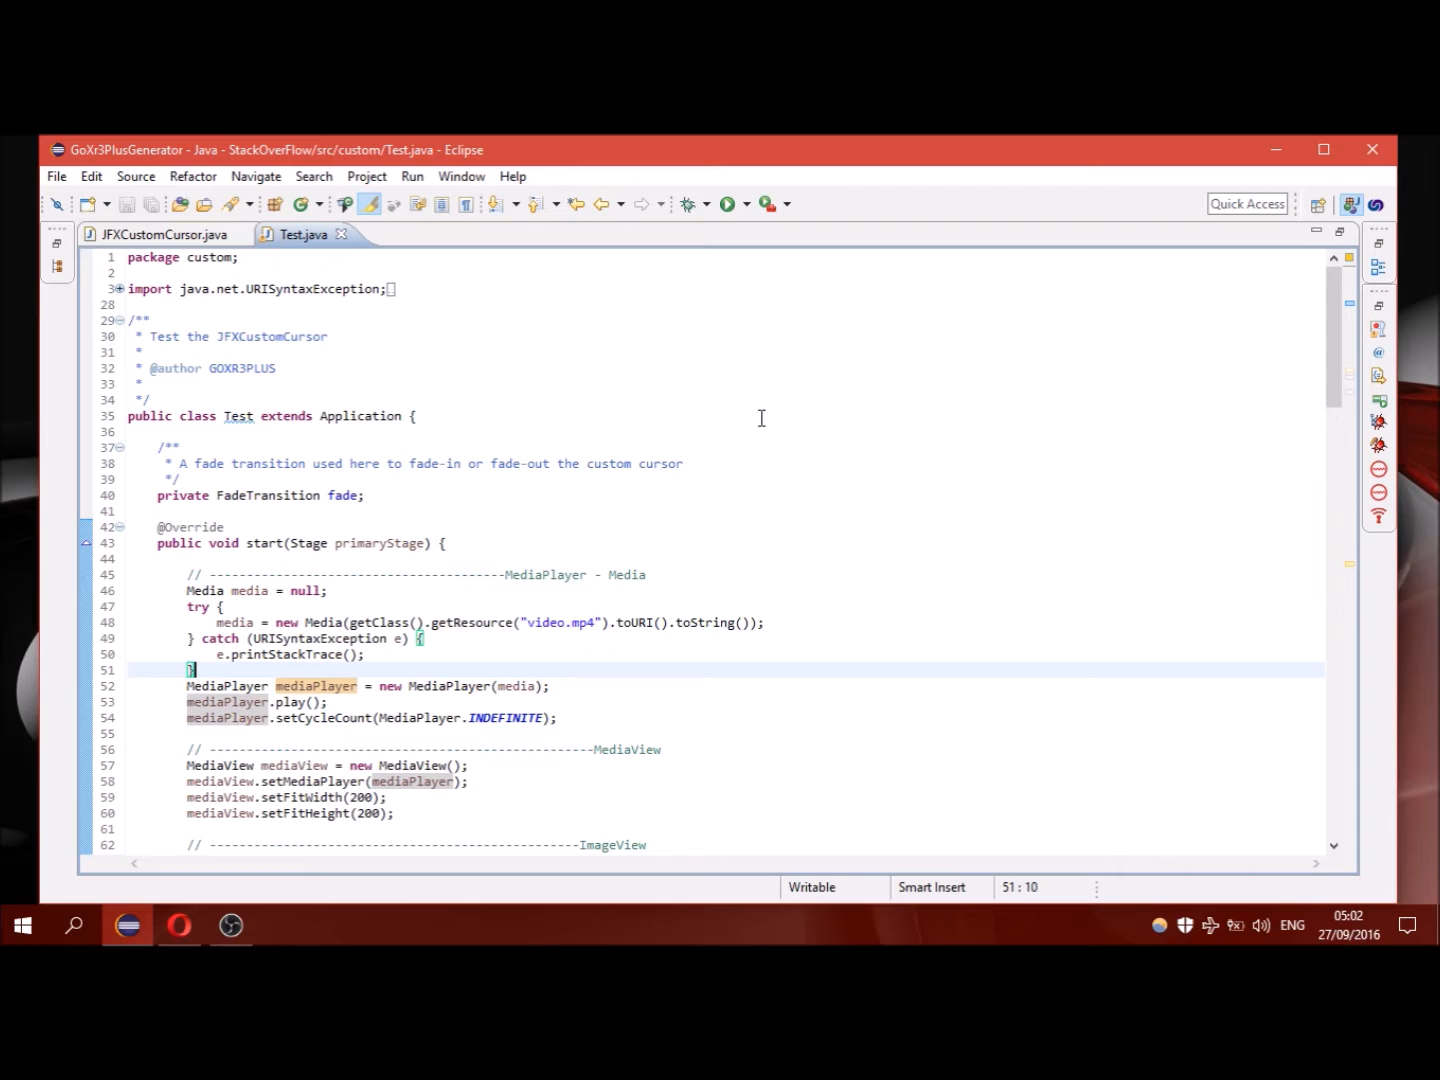 GoXr3PlusGenerator - Java - StackOverFlow/src/custom/Test.java - Eclipse
File Edit Source Refactor Navigate Search Project Run Window Help
Quick Access
JFXCustomCursor.java Test.java
1 package custom;
2
3 import java.net.URISyntaxException;
28
29 /**
30 * Test the JFXCustomCursor
31 *
32 * @author GOXR3PLUS
33 *
34 */
35 public class Test extends Application {
36
37 /**
38 * A fade transition used here to fade-in or fade-out the custom cursor
39 */
40 private FadeTransition fade;
41
42 @Override
43 public void start(Stage primaryStage) {
44
45 // ----------------------------------------MediaPlayer - Media
46 Media media = null;
47 try {
48 media = new Media(getClass().getResource("video.mp4").toURI().toString());
49 } catch (URISyntaxException e) {
50 e.printStackTrace();
51 }
52 MediaPlayer mediaPlayer = new MediaPlayer(media);
53 mediaPlayer.play();
54 mediaPlayer.setCycleCount(MediaPlayer.INDEFINITE);
55
56 // ----------------------------------------------------MediaView
57 MediaView mediaView = new MediaView();
58 mediaView.setMediaPlayer(mediaPlayer);
59 mediaView.setFitWidth(200);
60 mediaView.setFitHeight(200);
61
62 // --------------------------------------------------ImageView
Writable Smart Insert 51 : 10
ENG 05:02
27/09/2016